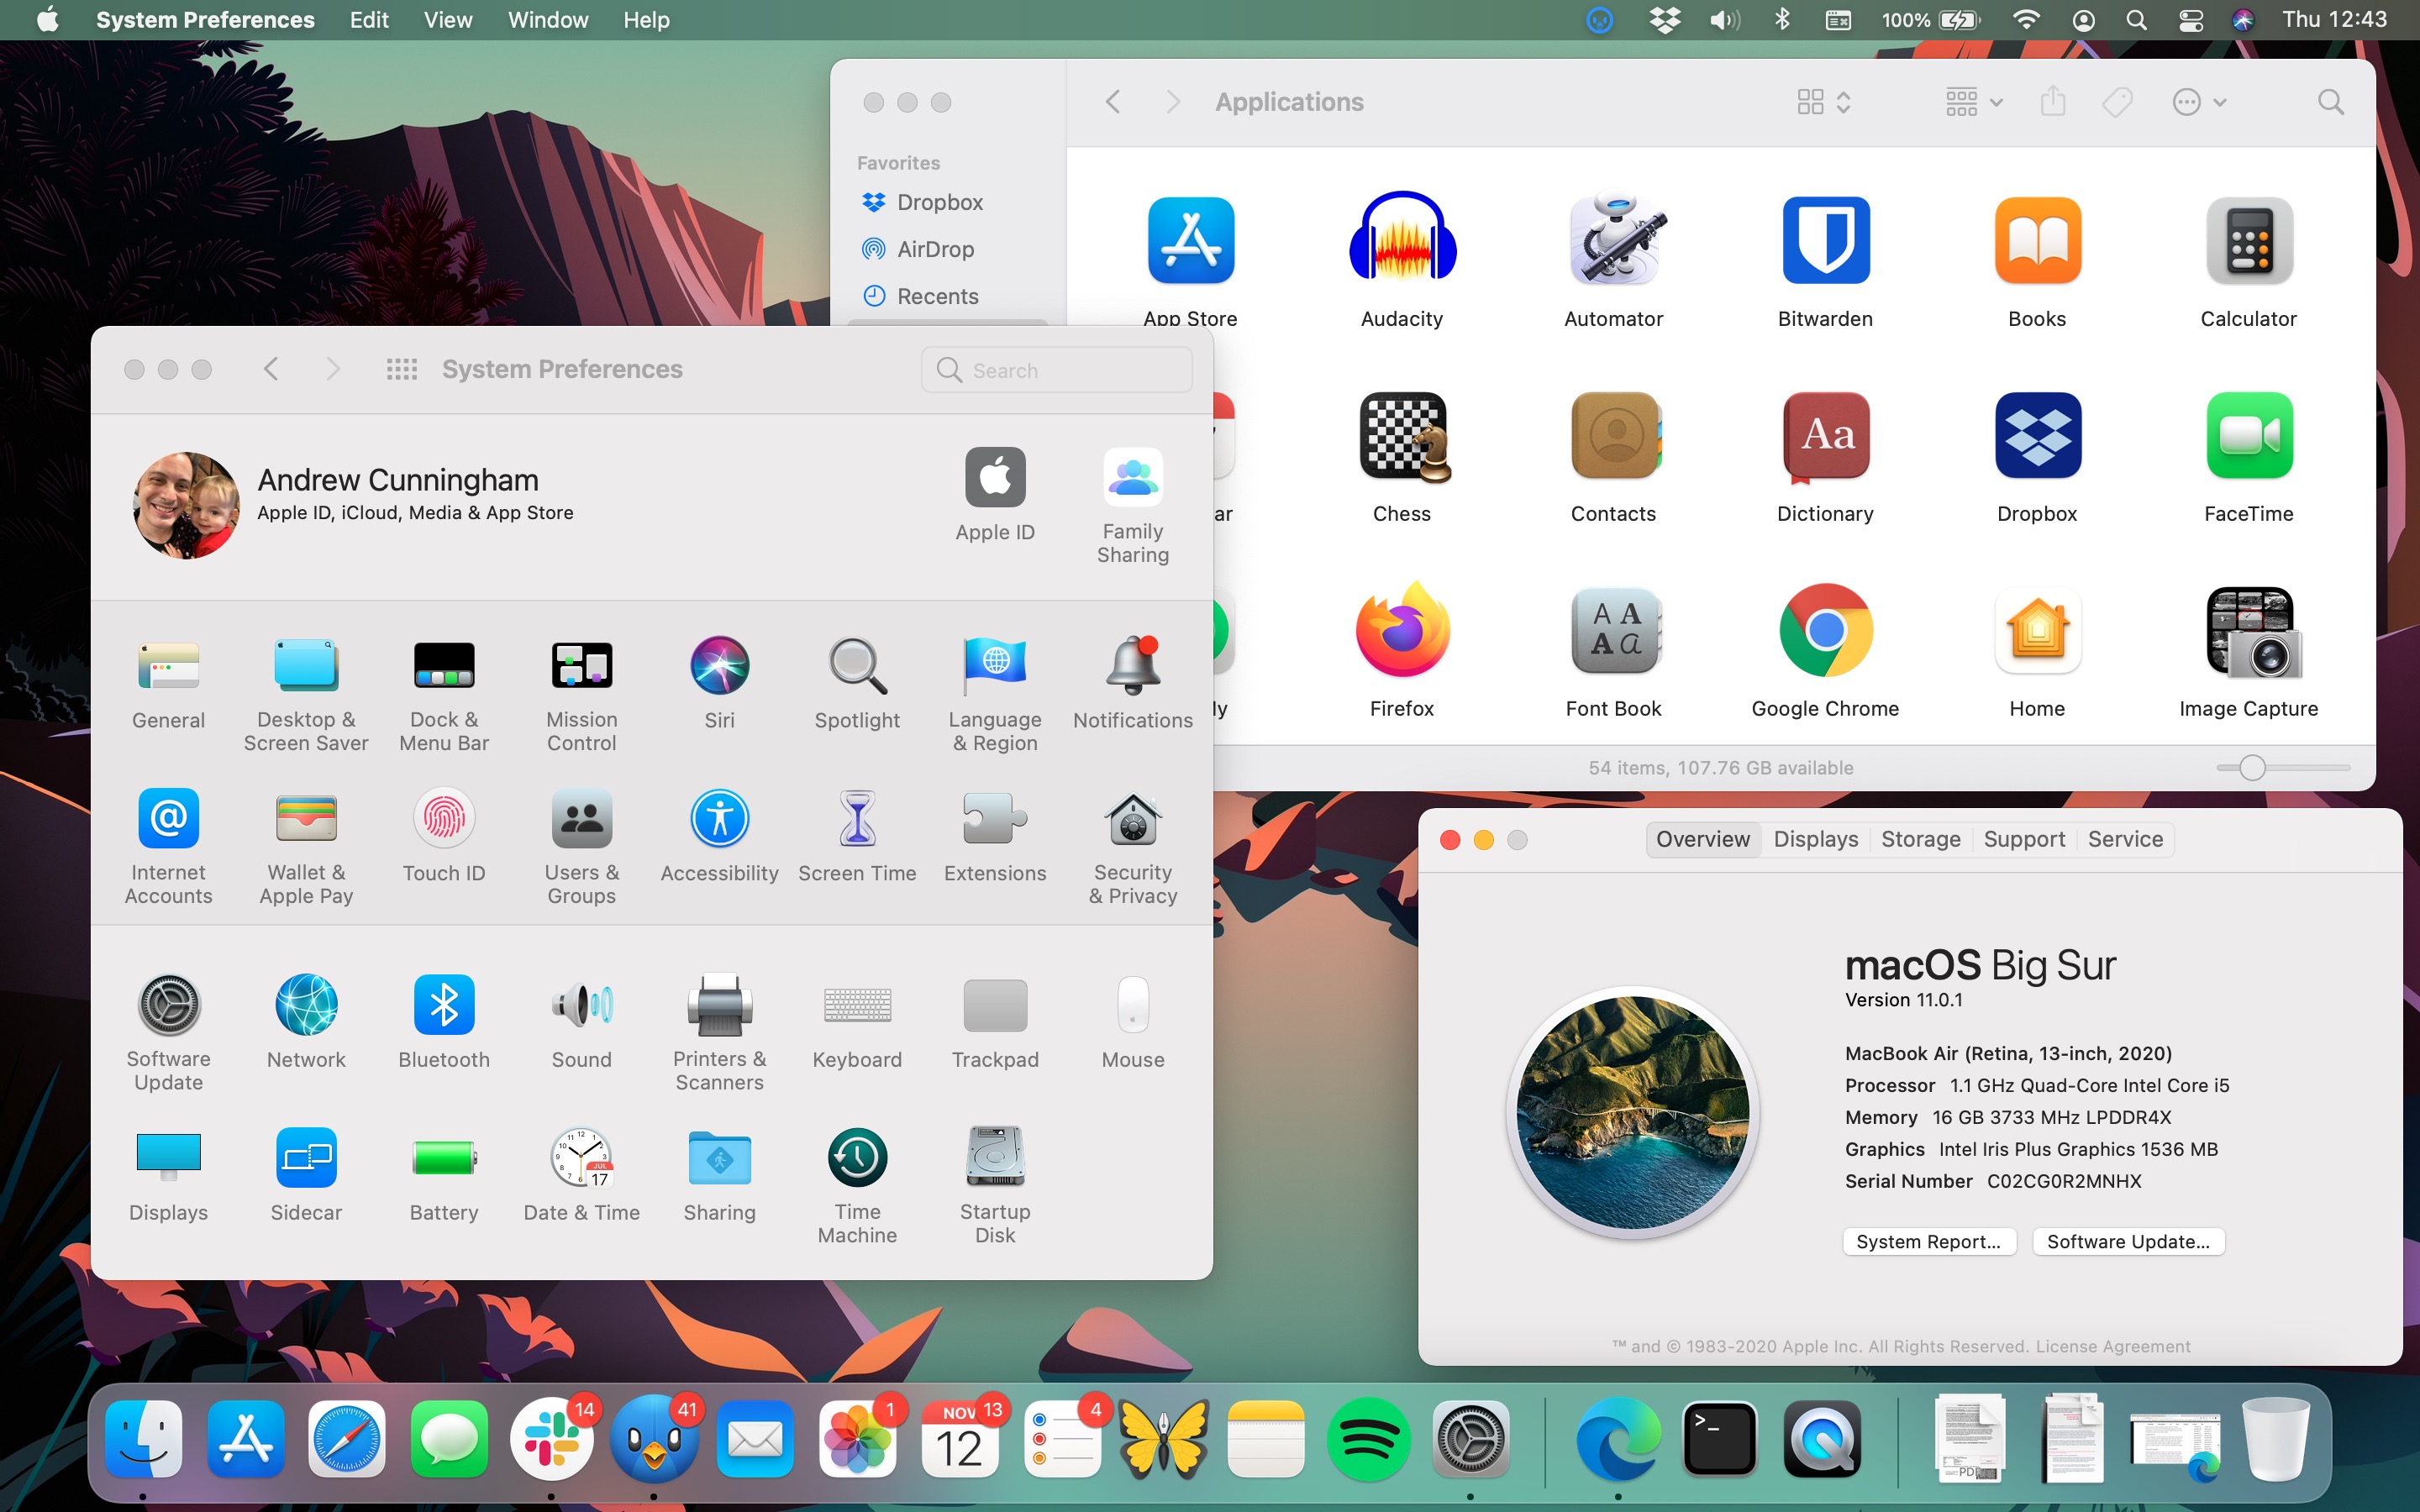 System Preferences Edit View Window Help 100% Thu 12:43
Applications
Favorites
Dropbox
AirDrop
Recents
App Store Audacity Automator Bitwarden Books Calculator
ar Chess Contacts Dictionary Dropbox FaceTime
Aa
A A
A a
ly Firefox Font Book Google Chrome Home Image Capture
54 items, 107.76 GB available
System Preferences Search
Andrew Cunningham
Apple ID, iCloud, Media & App Store
Apple ID
Family
Sharing
General
Desktop &
Screen Saver
Dock &
Menu Bar
Mission
Control
Siri
Spotlight
Language
& Region
Notifications
@
Internet
Accounts
Wallet &
Apple Pay
Touch ID
Users &
Groups
Accessibility
Screen Time
Extensions
Security
& Privacy
Software
Update
Network
Bluetooth
Sound
Printers &
Scanners
Keyboard
Trackpad
Mouse
Displays
Sidecar
Battery
JUL
17
Date & Time
Sharing
Time
Machine
Startup
Disk
Overview Displays Storage Support Service
macOS Big Sur
Version 11.0.1
MacBook Air (Retina, 13-inch, 2020)
Processor 1.1 GHz Quad-Core Intel Core i5
Memory 16 GB 3733 MHz LPDDR4X
Graphics Intel Iris Plus Graphics 1536 MB
Serial Number C02CG0R2MNHX
System Report... Software Update...
™ and © 1983-2020 Apple Inc. All Rights Reserved. License Agreement
14 41 1 NOV 13 4
12
>_
PDF